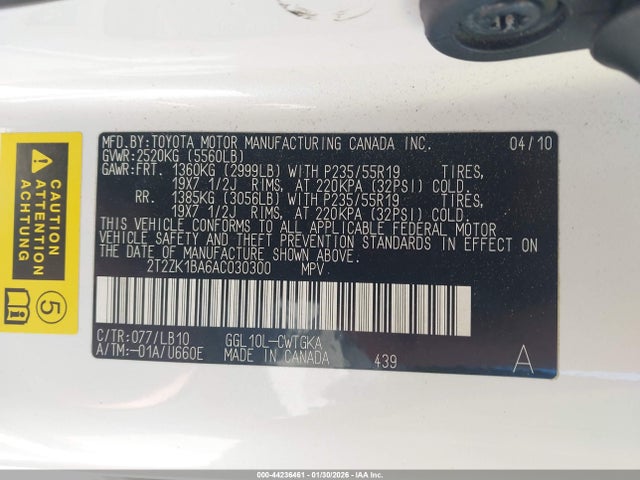 MFD.BY:TOYOTA MOTOR MANUFACTURING CANADA INC. 04/10
GVWR:2520KG (5560LB)
GAWR:FRT. 1360KG (2999LB) WITH P235/55R19 TIRES,
19X7 1/2J RIMS, AT 220KPA (32PSI) COLD.
RR. 1385KG (3056LB) WITH P235/55R19 TIRES,
19X7 1/2J RIMS, AT 220KPA (32PSI) COLD.
THIS VEHICLE CONFORMS TO ALL APPLICABLE FEDERAL MOTOR
VEHICLE SAFETY AND THEFT PREVENTION STANDARDS IN EFFECT
ON THE DATE OF MANUFACTURE SHOWN ABOVE.
2T2ZK1BA6AC030300 MPV
C/TR:077/LB10 GGL10L-CWTGKA
A/TM:-01A/U660E MADE IN CANADA 439 A
ATTENTION
ACHTUNG
5
000-44236461 | 01/30/2026 - Copyright © IAA, LLC